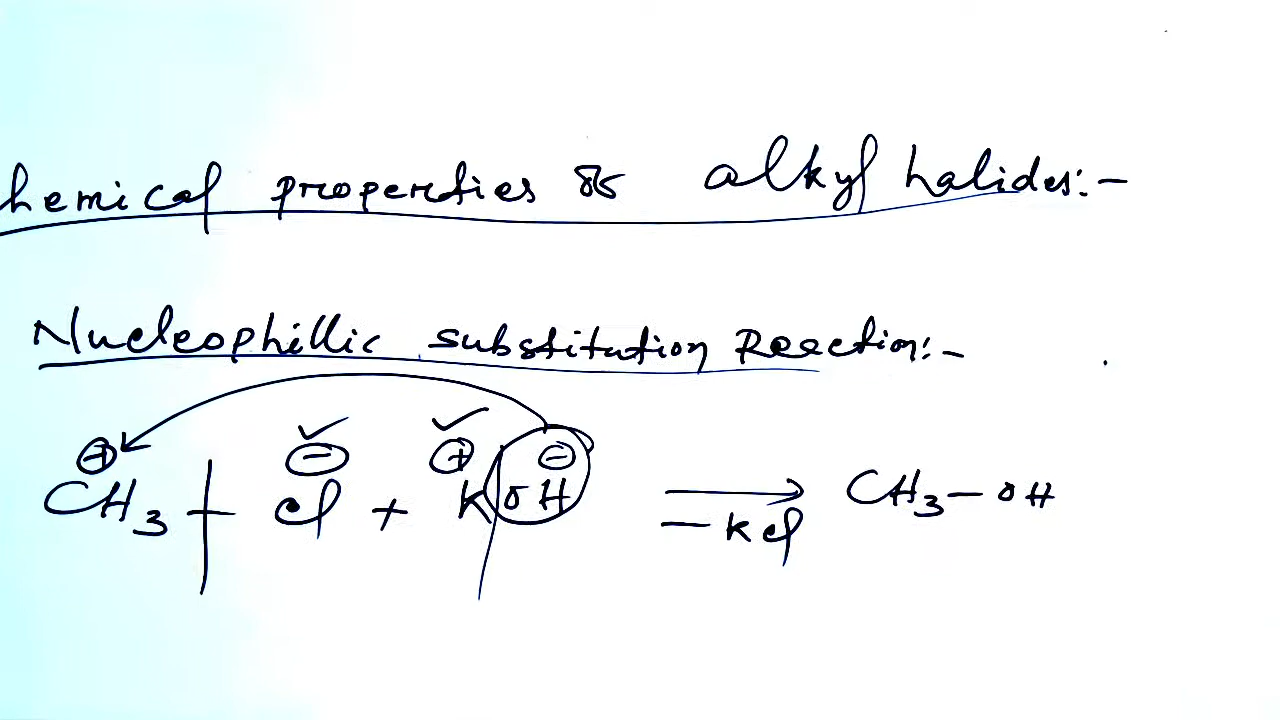 hemical properties of alkyl halides:-
Nucleophillic substitution Reaction:-
⊕ ✓ ⊖ ✓ ⊕ ⊖
CH3 - Cl + KOH → CH3 - OH
- KCl